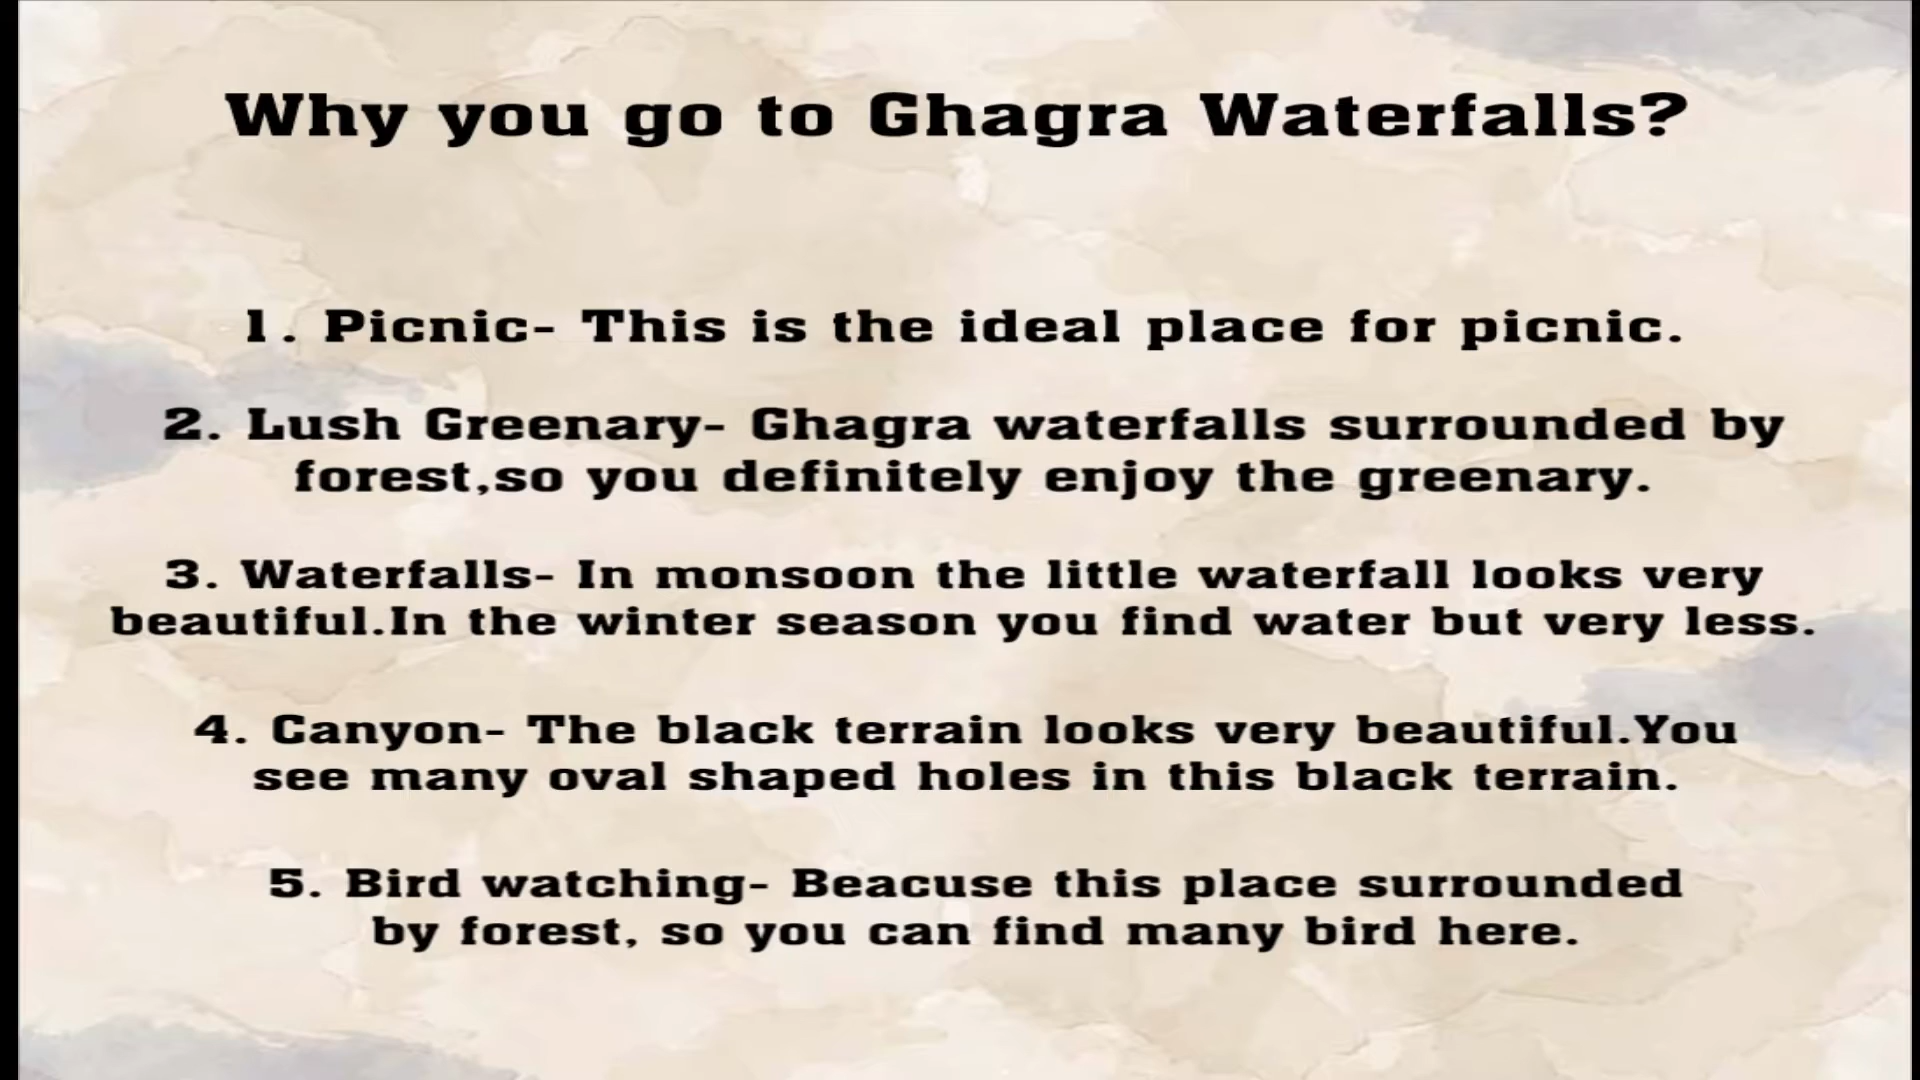 Why you go to Ghagra Waterfalls?
1. Picnic- This is the ideal place for picnic.
2. Lush Greenary- Ghagra waterfalls surrounded by
forest,so you definitely enjoy the greenary.
3. Waterfalls- In monsoon the little waterfall looks very
beautiful.In the winter season you find water but very less.
4. Canyon- The black terrain looks very beautiful.You
see many oval shaped holes in this black terrain.
5. Bird watching- Beacuse this place surrounded
by forest, so you can find many bird here.